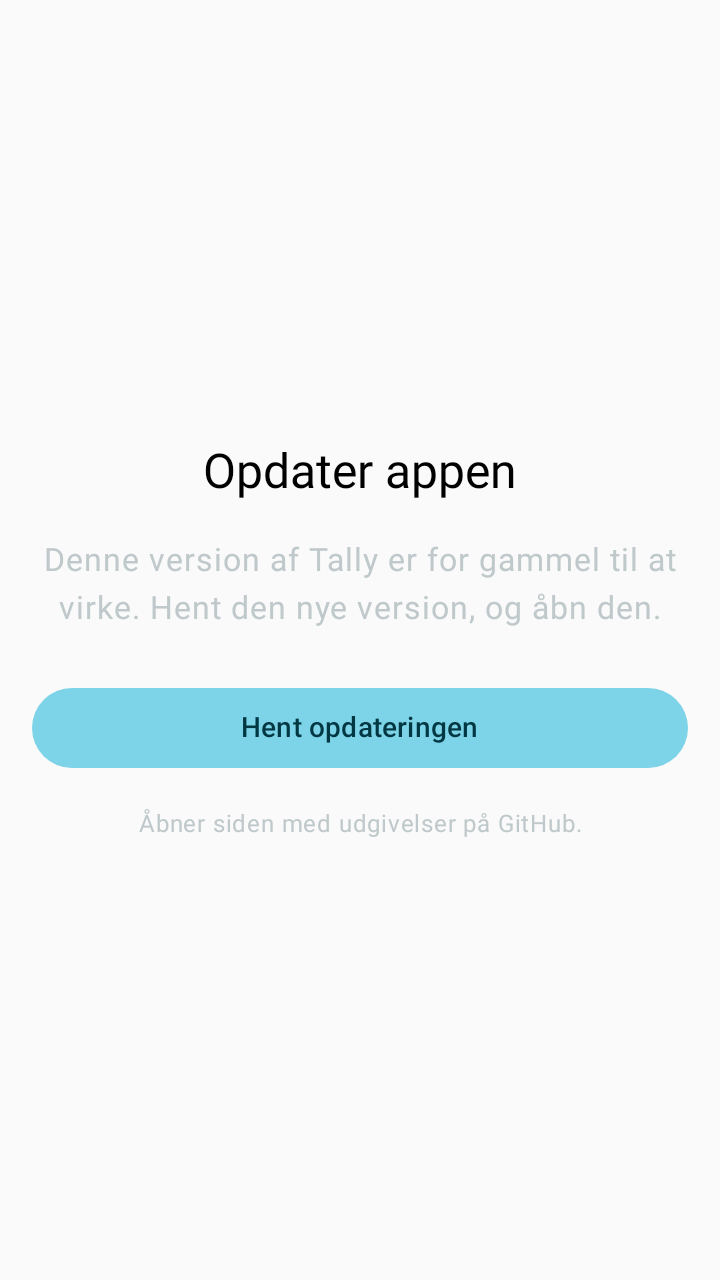 Opdater appen
Denne version af Tally er for gammel til at
virke. Hent den nye version, og åbn den.
Hent opdateringen
Åbner siden med udgivelser på GitHub.